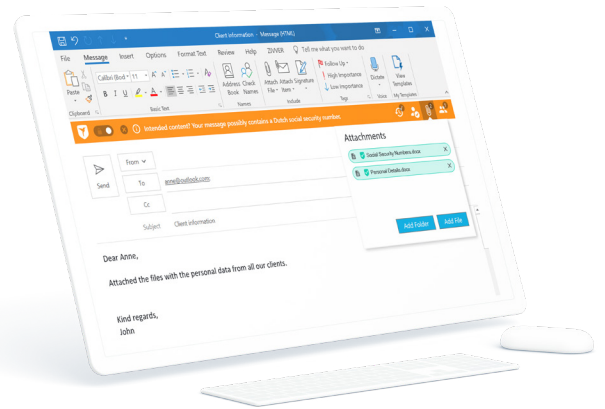 Client information - Message (HTML)
File Message Insert Options Format Text Review Help ZIVVER Tell me what you want to do
Paste
Calibri (Bod 11 A A
B I U A
Address Book
Check Names
Attach File
Attach Item
Signature
Follow Up
High Importance
Low Importance
Dictate
View Templates
Clipboard Basic Text Names Include Tags Voice My Templates
Intended content? Your message possibly contains a Dutch social security number.
Send
From
To anne@outlook.com
Cc
Subject Client information
Attachments
Social Security Numbers.docx X
Personal Details.docx X
Add Folder Add File
Dear Anne,
Attached the files with the personal data from all our clients.
Kind regards,
John